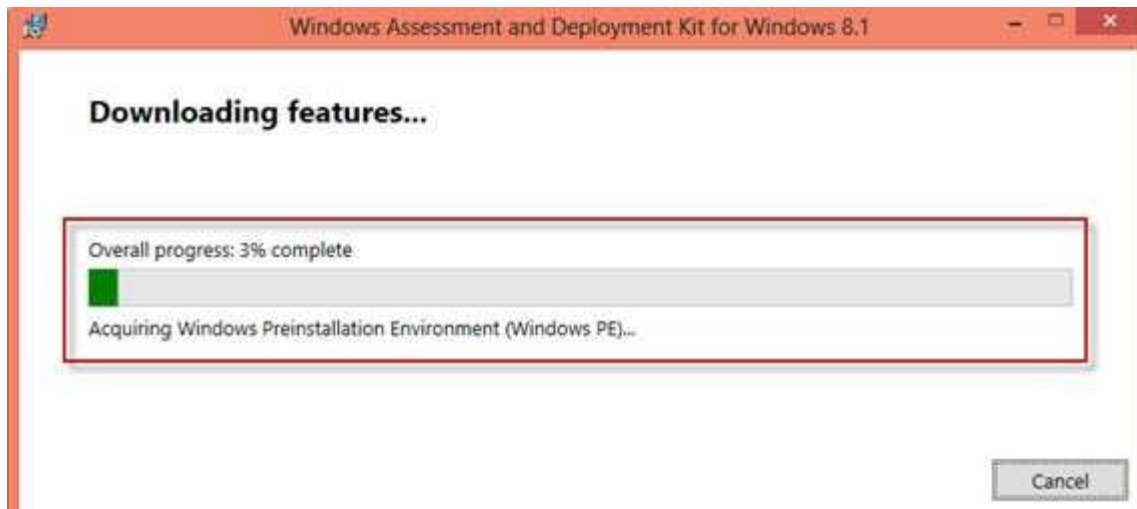 Windows Assessment and Deployment Kit for Windows 8.1
Downloading features...
Overall progress: 3% complete
Acquiring Windows Preinstallation Environment (Windows PE)...
Cancel